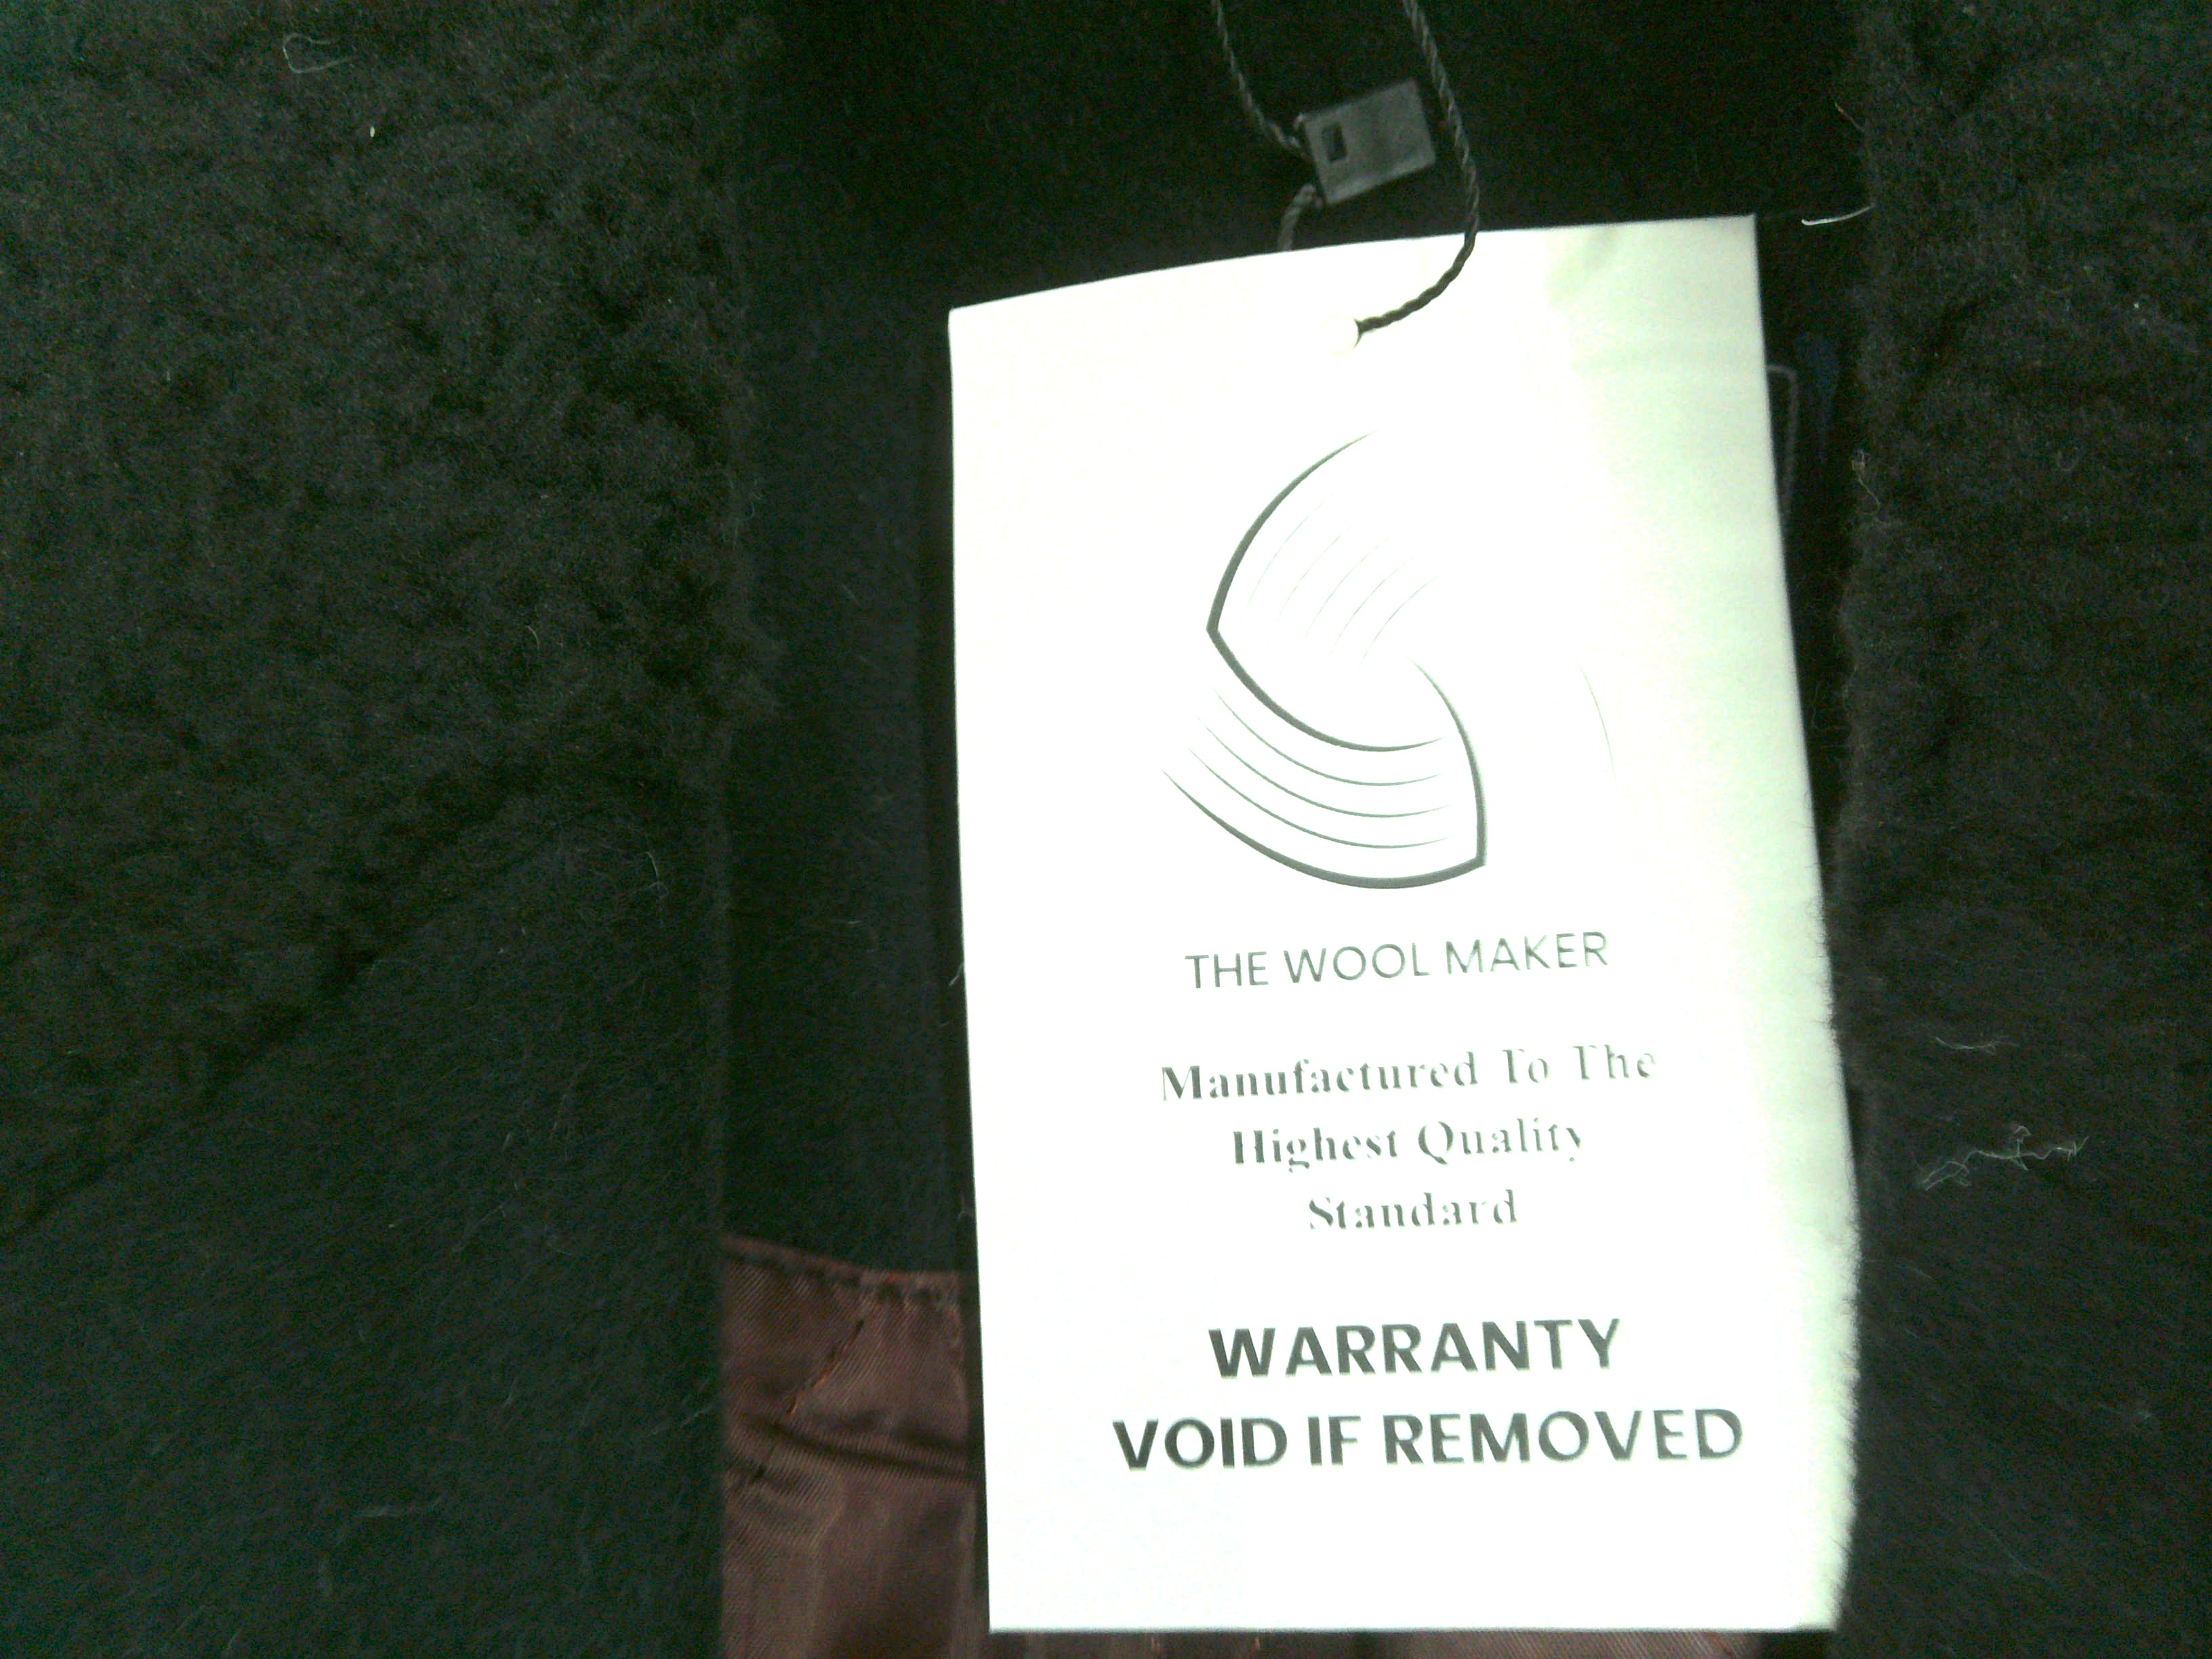 THE WOOL MAKER
Manufactured To The
Highest Quality
Standard
WARRANTY
VOID IF REMOVED